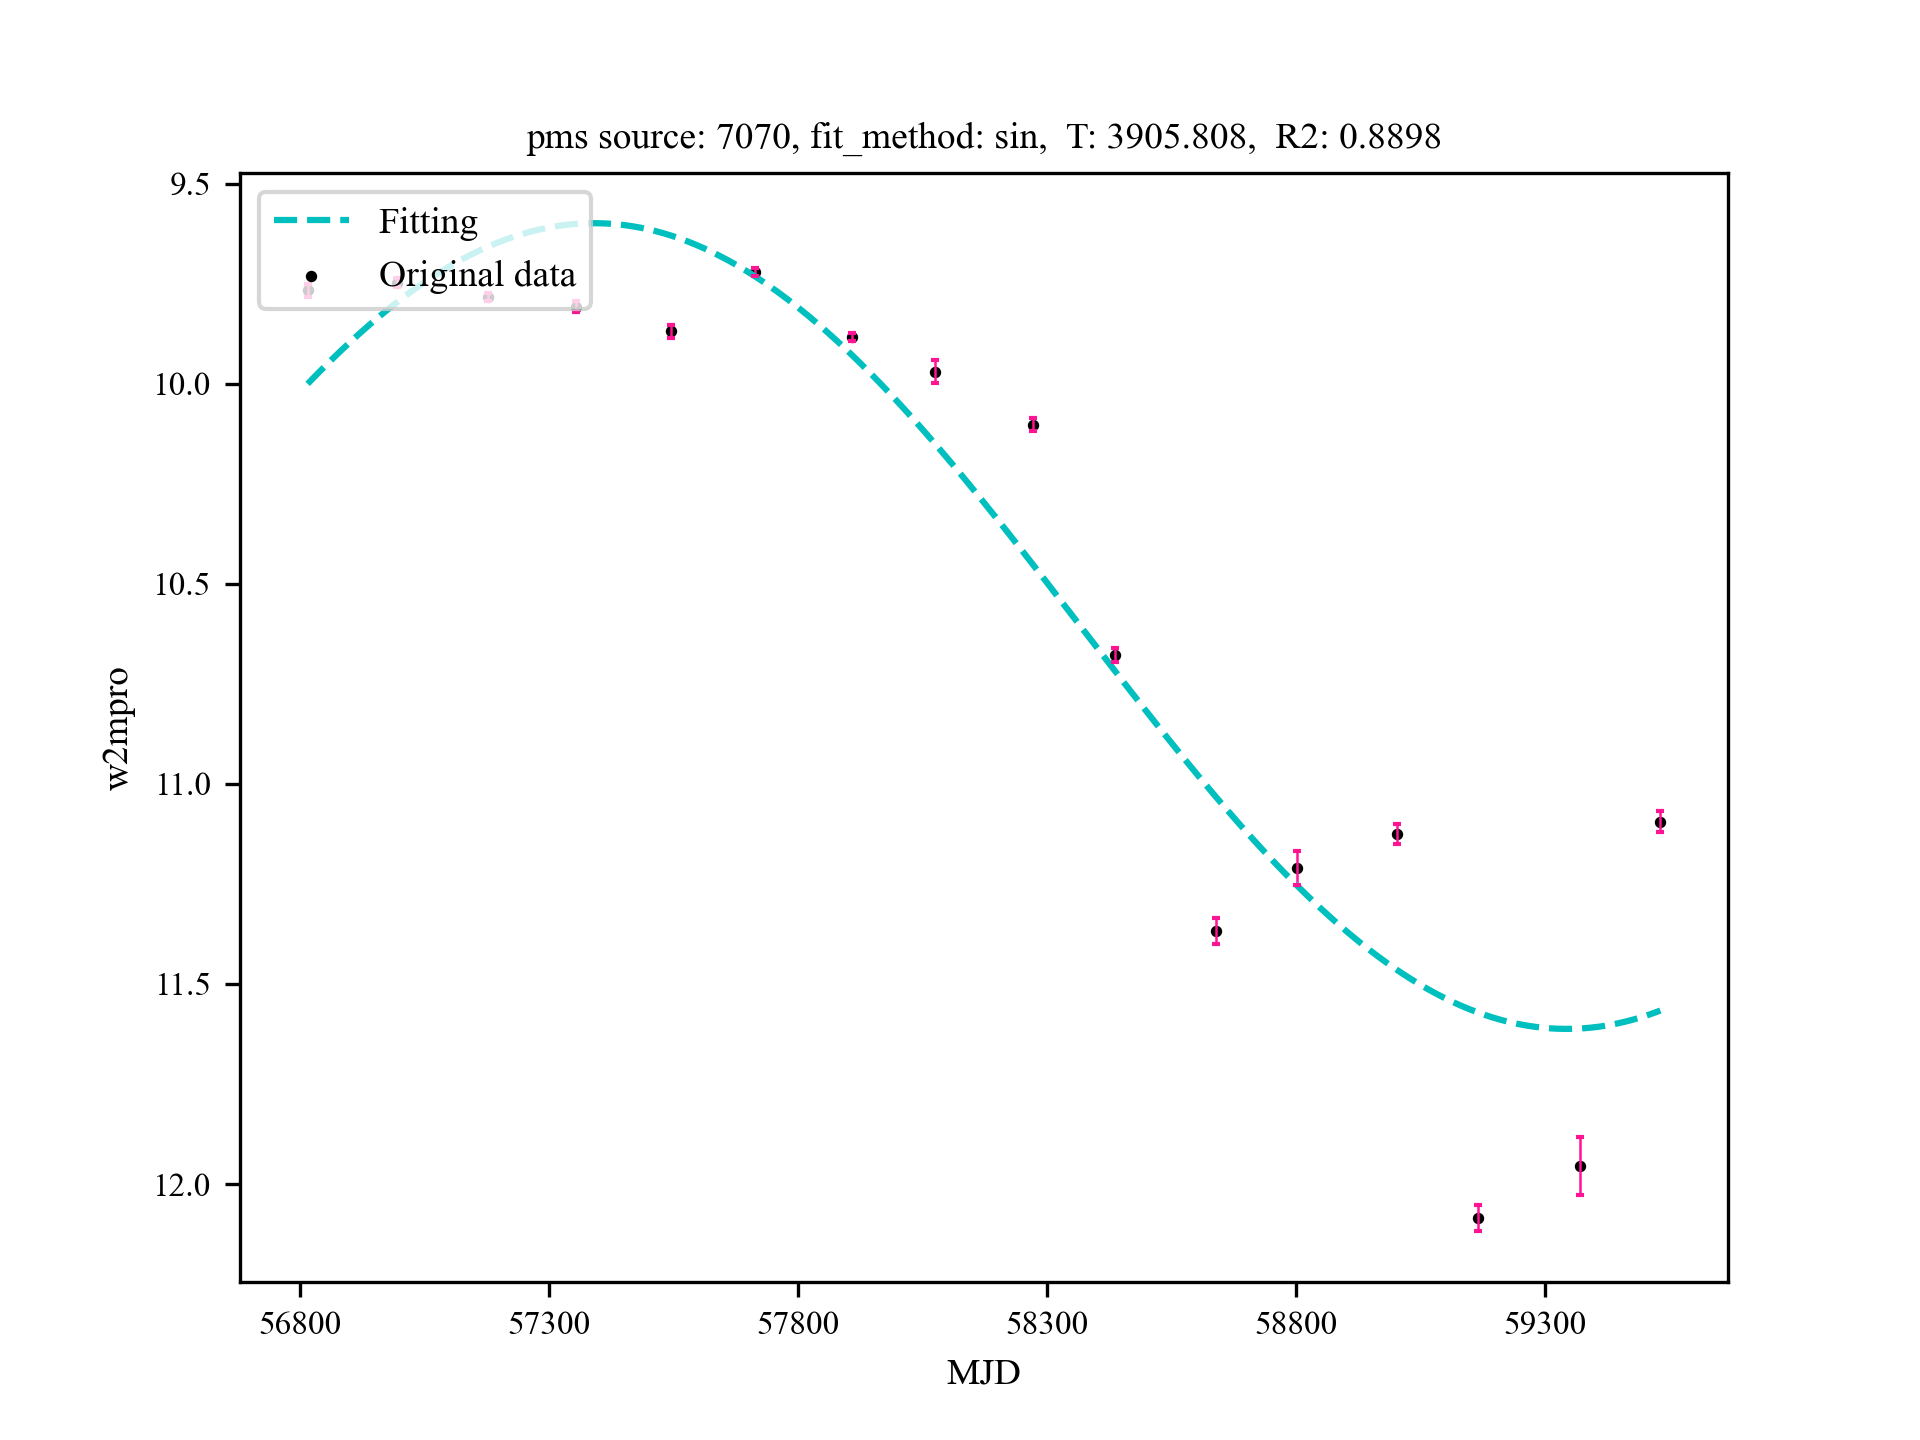 pms source: 7070, fit_method: sin,  T: 3905.808,  R2: 0.8898
Fitting
Original data
9.5
10.0
10.5
11.0
11.5
12.0
w2mpro
56800
57300
57800
58300
58800
59300
MJD